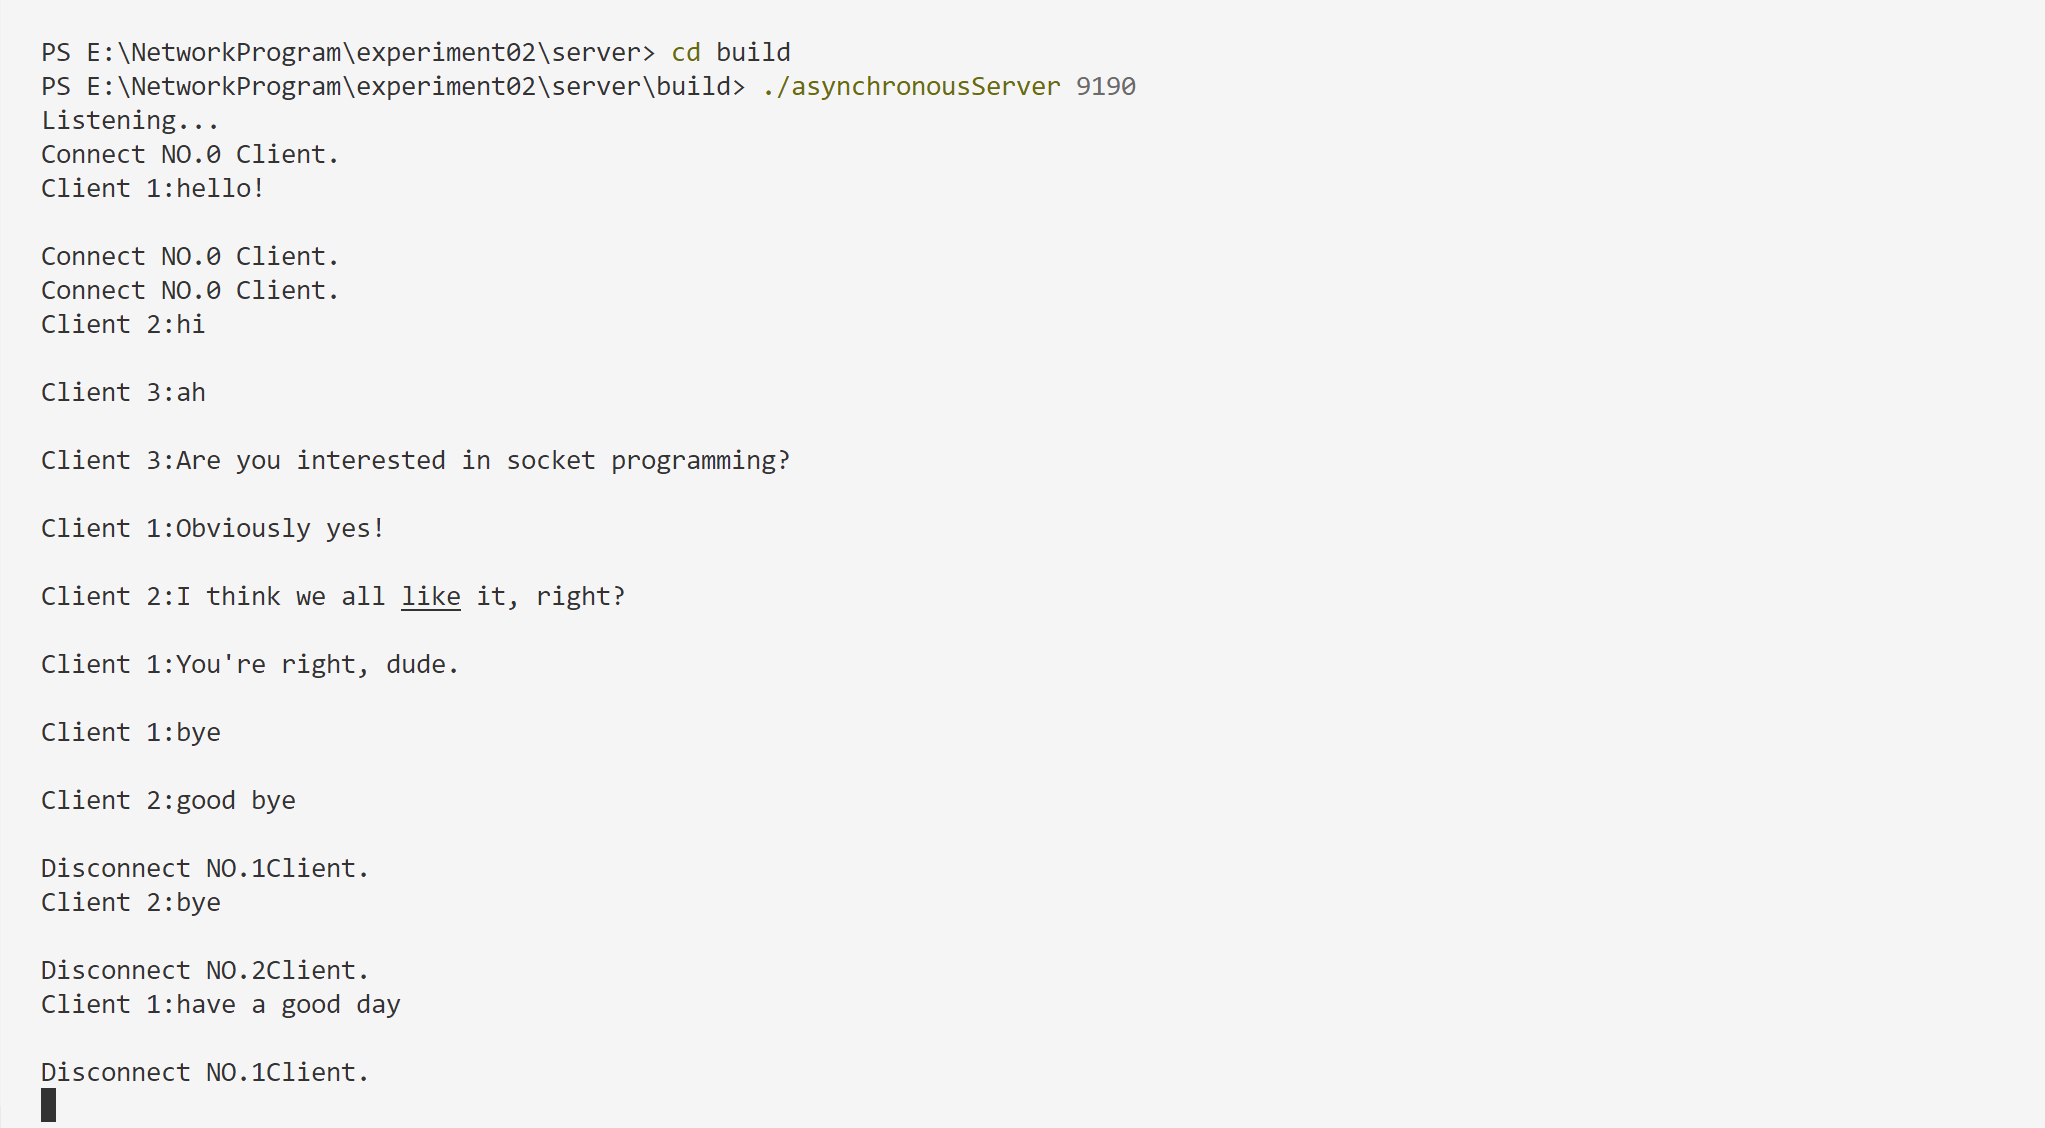 PS E:\NetworkProgram\experiment02\server> cd build
PS E:\NetworkProgram\experiment02\server\build> ./asynchronousServer 9190
Listening...
Connect NO.0 Client.
Client 1:hello!
Connect NO.0 Client.
Connect NO.0 Client.
Client 2:hi
Client 3:ah
Client 3:Are you interested in socket programming?
Client 1:Obviously yes!
Client 2:I think we all like it, right?
Client 1:You're right, dude.
Client 1:bye
Client 2:good bye
Disconnect NO.1Client.
Client 2:bye
Disconnect NO.2Client.
Client 1:have a good day
Disconnect NO.1Client.